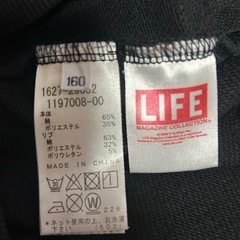 160
1627-29052
1197008-00
本体
綿 65%
ポリエステル 35%
リブ
綿 63%
ポリエステル 32%
ポリウレタン 5%
MADE IN CHINA
226
LIFE
MAGAZINE COLLECTION